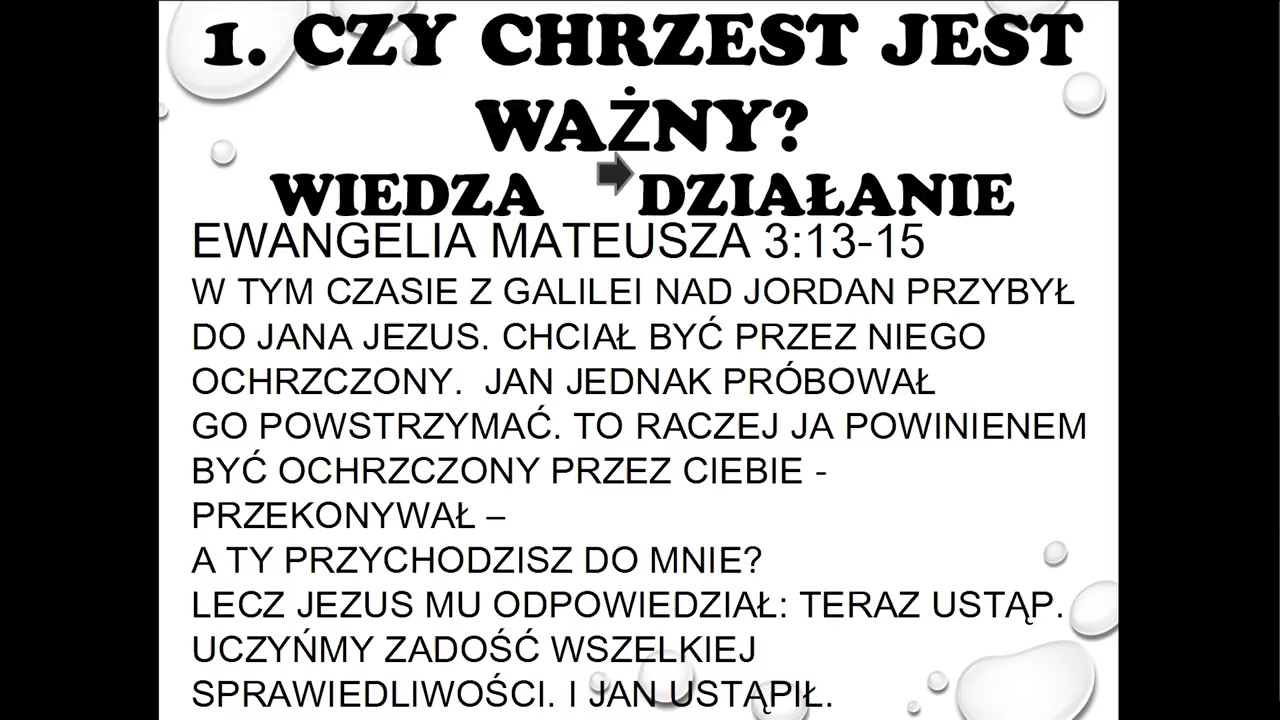 1. CZY CHRZEST JEST
WAŻNY?
WIEDZA DZIAŁANIE
EWANGELIA MATEUSZA 3:13-15
W TYM CZASIE Z GALILEI NAD JORDAN PRZYBYŁ
DO JANA JEZUS. CHCIAŁ BYĆ PRZEZ NIEGO
OCHRZCZONY. JAN JEDNAK PRÓBOWAŁ
GO POWSTRZYMAĆ. TO RACZEJ JA POWINIENEM
BYĆ OCHRZCZONY PRZEZ CIEBIE -
PRZEKONYWAŁ –
A TY PRZYCHODZISZ DO MNIE?
LECZ JEZUS MU ODPOWIEDZIAŁ: TERAZ USTĄP.
UCZYŃMY ZADOŚĆ WSZELKIEJ
SPRAWIEDLIWOŚCI. I JAN USTĄPIŁ.